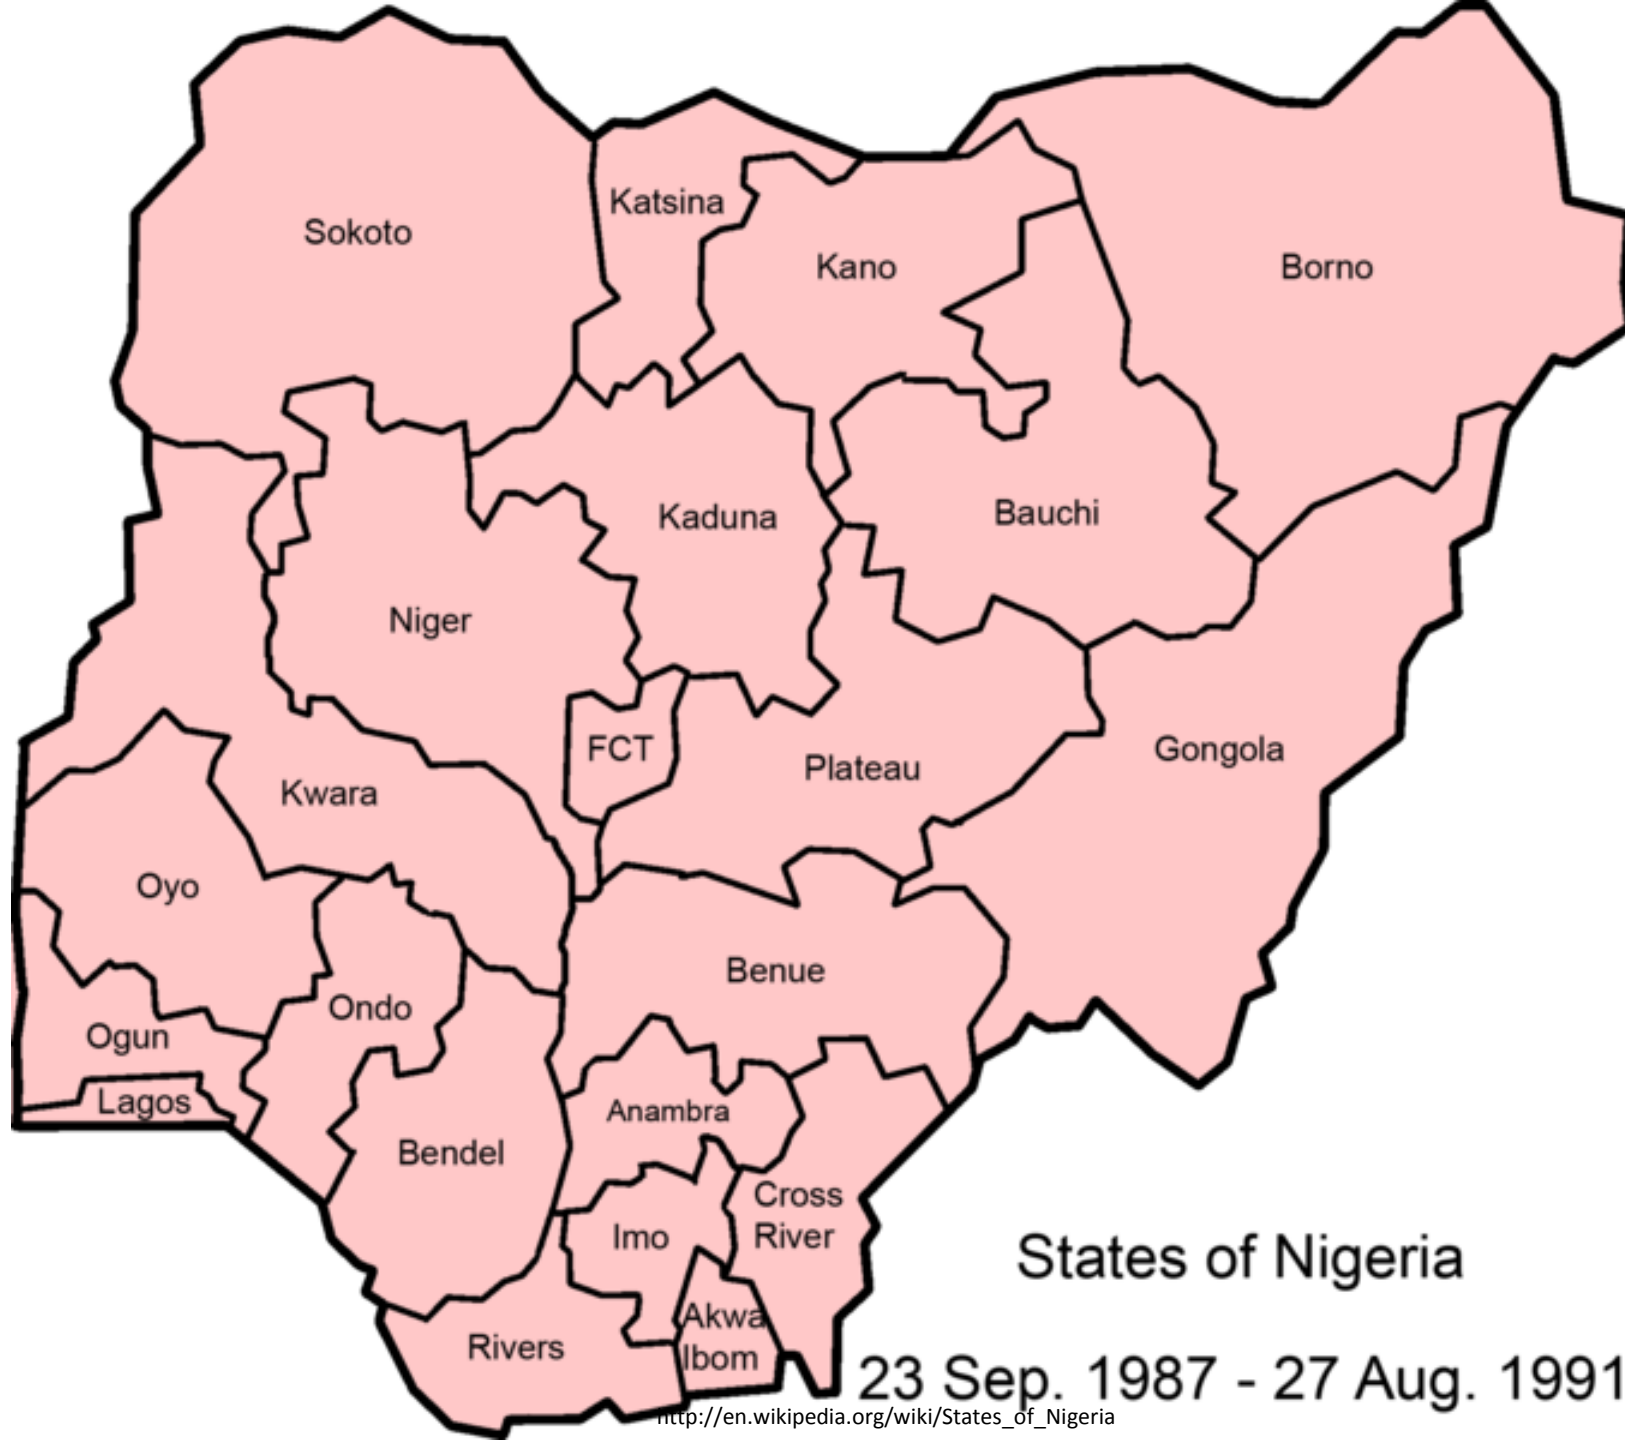 Katsina
Sokoto
Kano
Borno
Kaduna
Bauchi
Niger
FCT
Plateau
Gongola
Kwara
Oyo
Benue
Ondo
Ogun
Lagos
Anambra
Bendel
Cross
River
Imo
Akwa
Ibom
Rivers
States of Nigeria
23 Sep. 1987 - 27 Aug. 1991
http://en.wikipedia.org/wiki/States_of_Nigeria